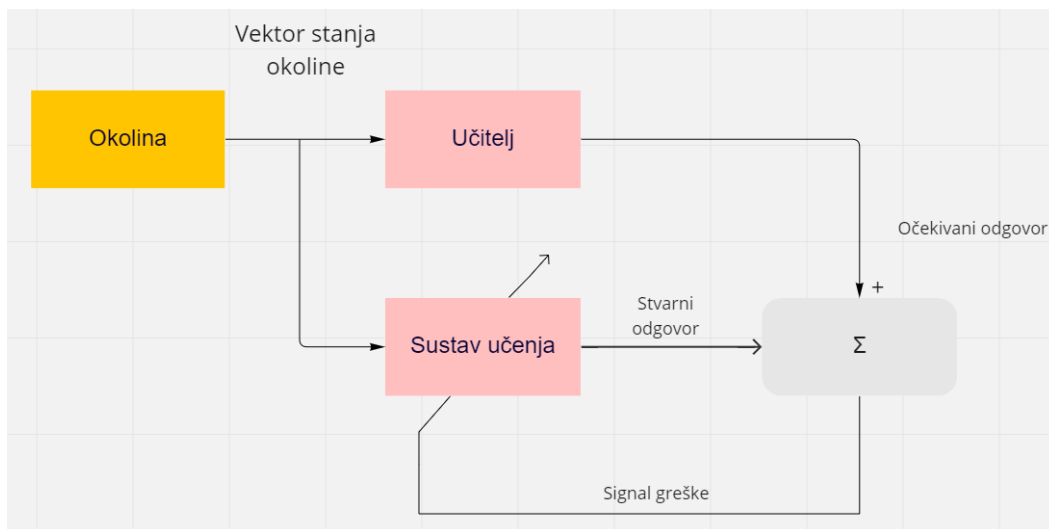 Vektor stanja
okoline
Okolina
Učitelj
Očekivani odgovor
+
Stvarni
odgovor
Sustav učenja
Σ
Signal greške